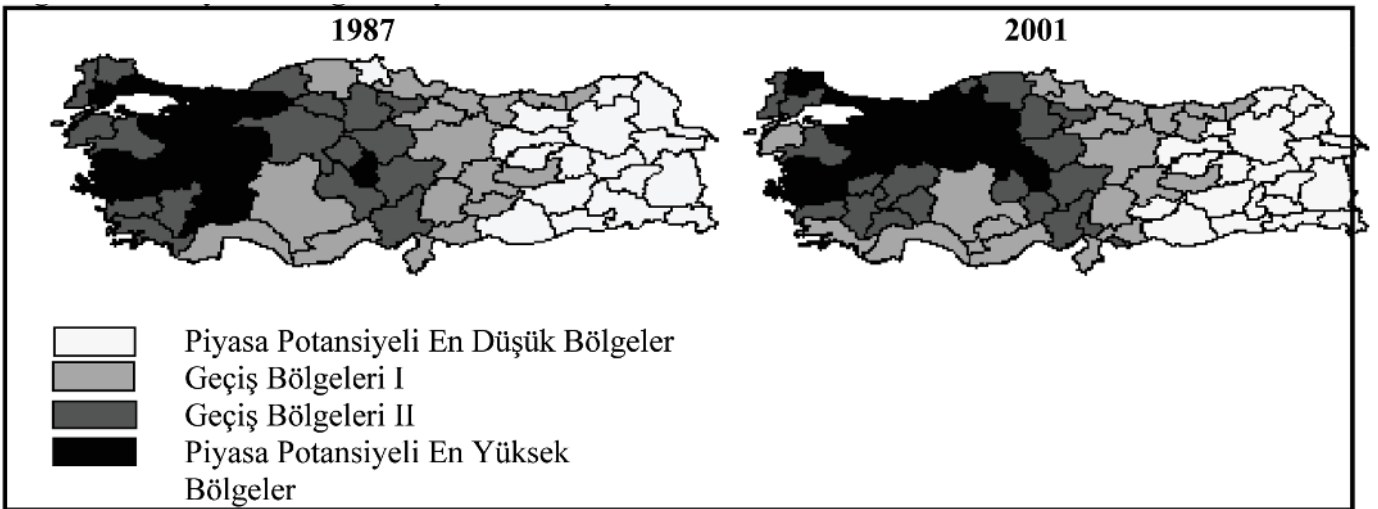 1987
2001
Piyasa Potansiyeli En Düşük Bölgeler
Geçiş Bölgeleri I
Geçiş Bölgeleri II
Piyasa Potansiyeli En Yüksek
Bölgeler